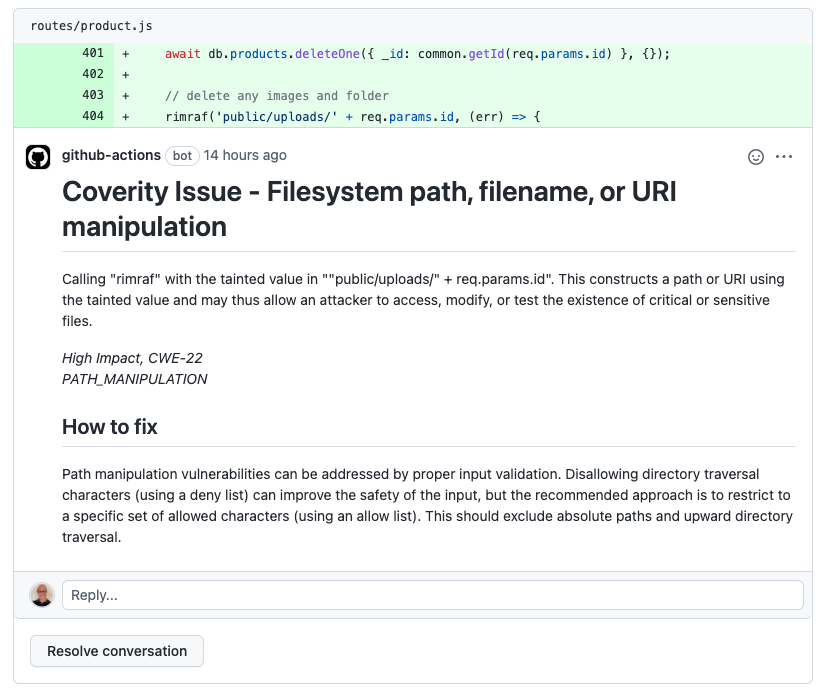 routes/product.js
401 + await db.products.deleteOne({ _id: common.getId(req.params.id) }, {});
402 +
403 + // delete any images and folder
404 + rimraf('public/uploads/' + req.params.id, (err) => {
github-actions bot 14 hours ago
Coverity Issue - Filesystem path, filename, or URI
manipulation
Calling "rimraf" with the tainted value in ""public/uploads/" + req.params.id". This constructs a path or URI using
the tainted value and may thus allow an attacker to access, modify, or test the existence of critical or sensitive
files.
High Impact, CWE-22
PATH_MANIPULATION
How to fix
Path manipulation vulnerabilities can be addressed by proper input validation. Disallowing directory traversal
characters (using a deny list) can improve the safety of the input, but the recommended approach is to restrict to
a specific set of allowed characters (using an allow list). This should exclude absolute paths and upward directory
traversal.
Reply...
Resolve conversation